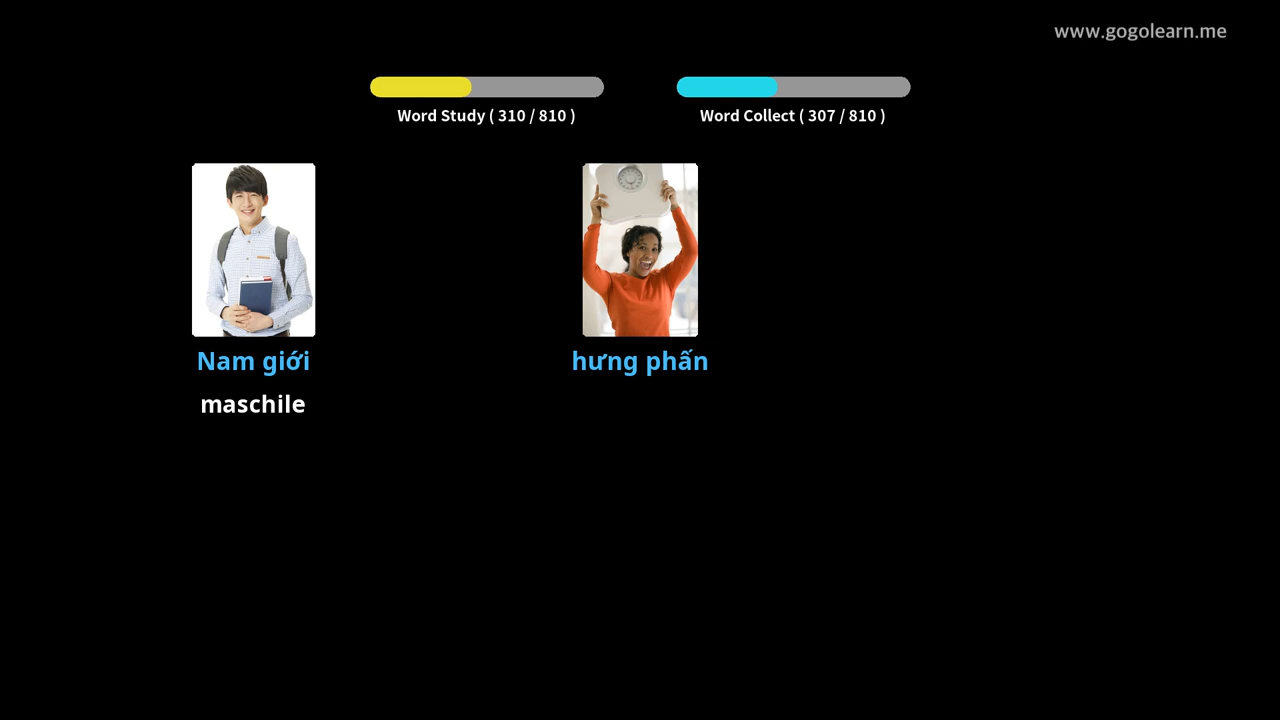 www.gogolearn.me
Word Study ( 310 / 810 )
Word Collect ( 307 / 810 )
Nam giới
hưng phấn
maschile